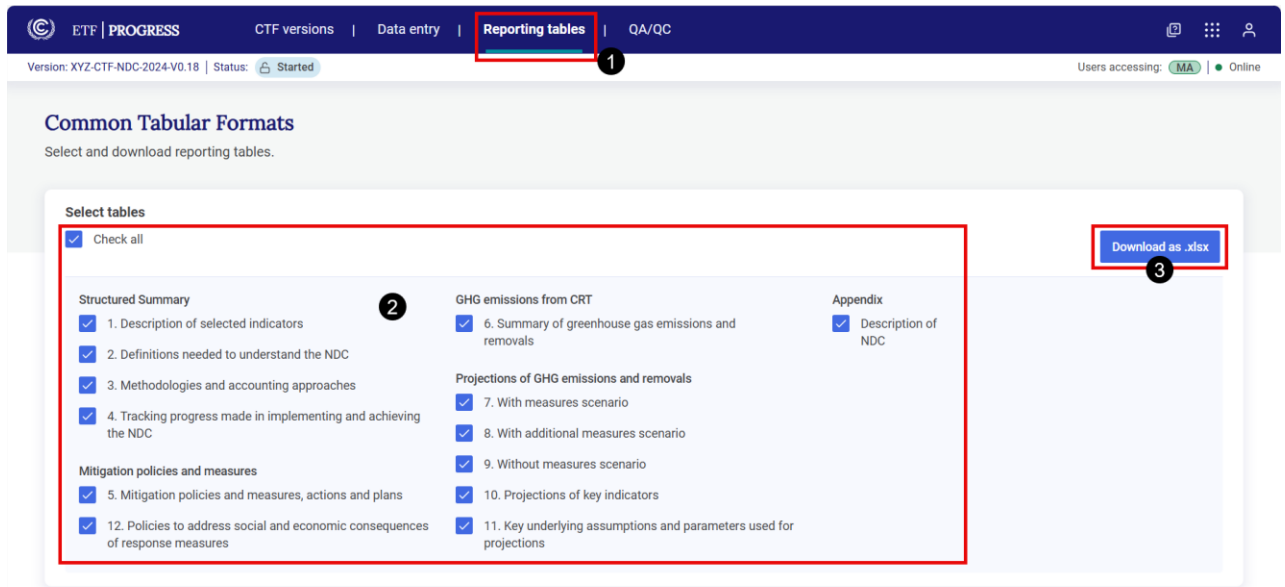 ETF | PROGRESS
CTF versions | Data entry | Reporting tables | QA/QC
1
Version: XYZ-CTF-NDC-2024-V0.18 | Status: Started
Users accessing: MA | Online
Common Tabular Formats
Select and download reporting tables.
Select tables
Check all
Download as .xlsx
3
2
Structured Summary
1. Description of selected indicators
2. Definitions needed to understand the NDC
3. Methodologies and accounting approaches
4. Tracking progress made in implementing and achieving
the NDC
Mitigation policies and measures
5. Mitigation policies and measures, actions and plans
12. Policies to address social and economic consequences
of response measures
GHG emissions from CRT
6. Summary of greenhouse gas emissions and
removals
Projections of GHG emissions and removals
7. With measures scenario
8. With additional measures scenario
9. Without measures scenario
10. Projections of key indicators
11. Key underlying assumptions and parameters used for
projections
Appendix
Description of
NDC